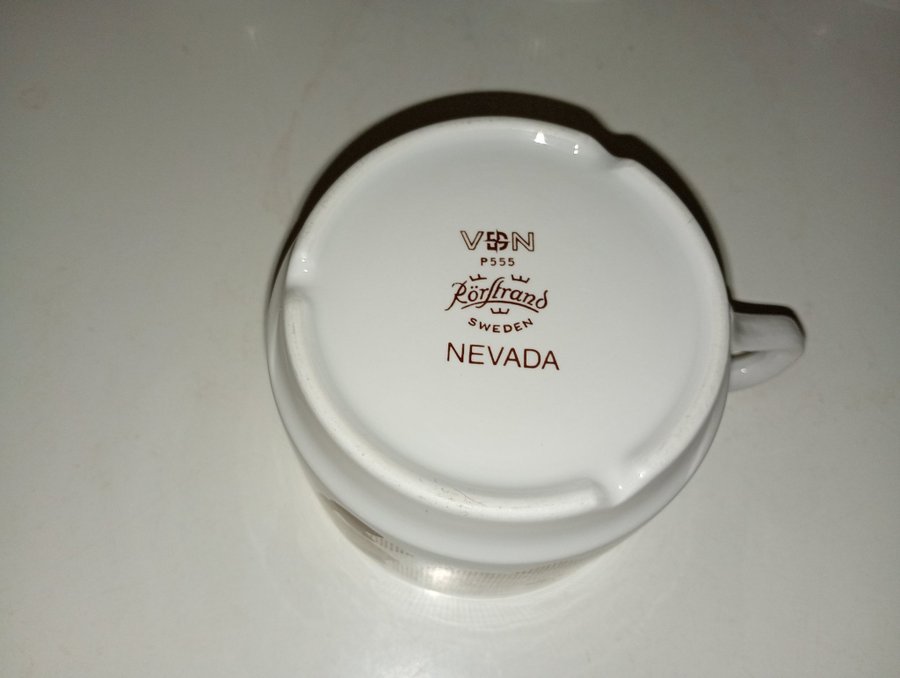 VDN
P555
Rörstrand
SWEDEN
NEVADA